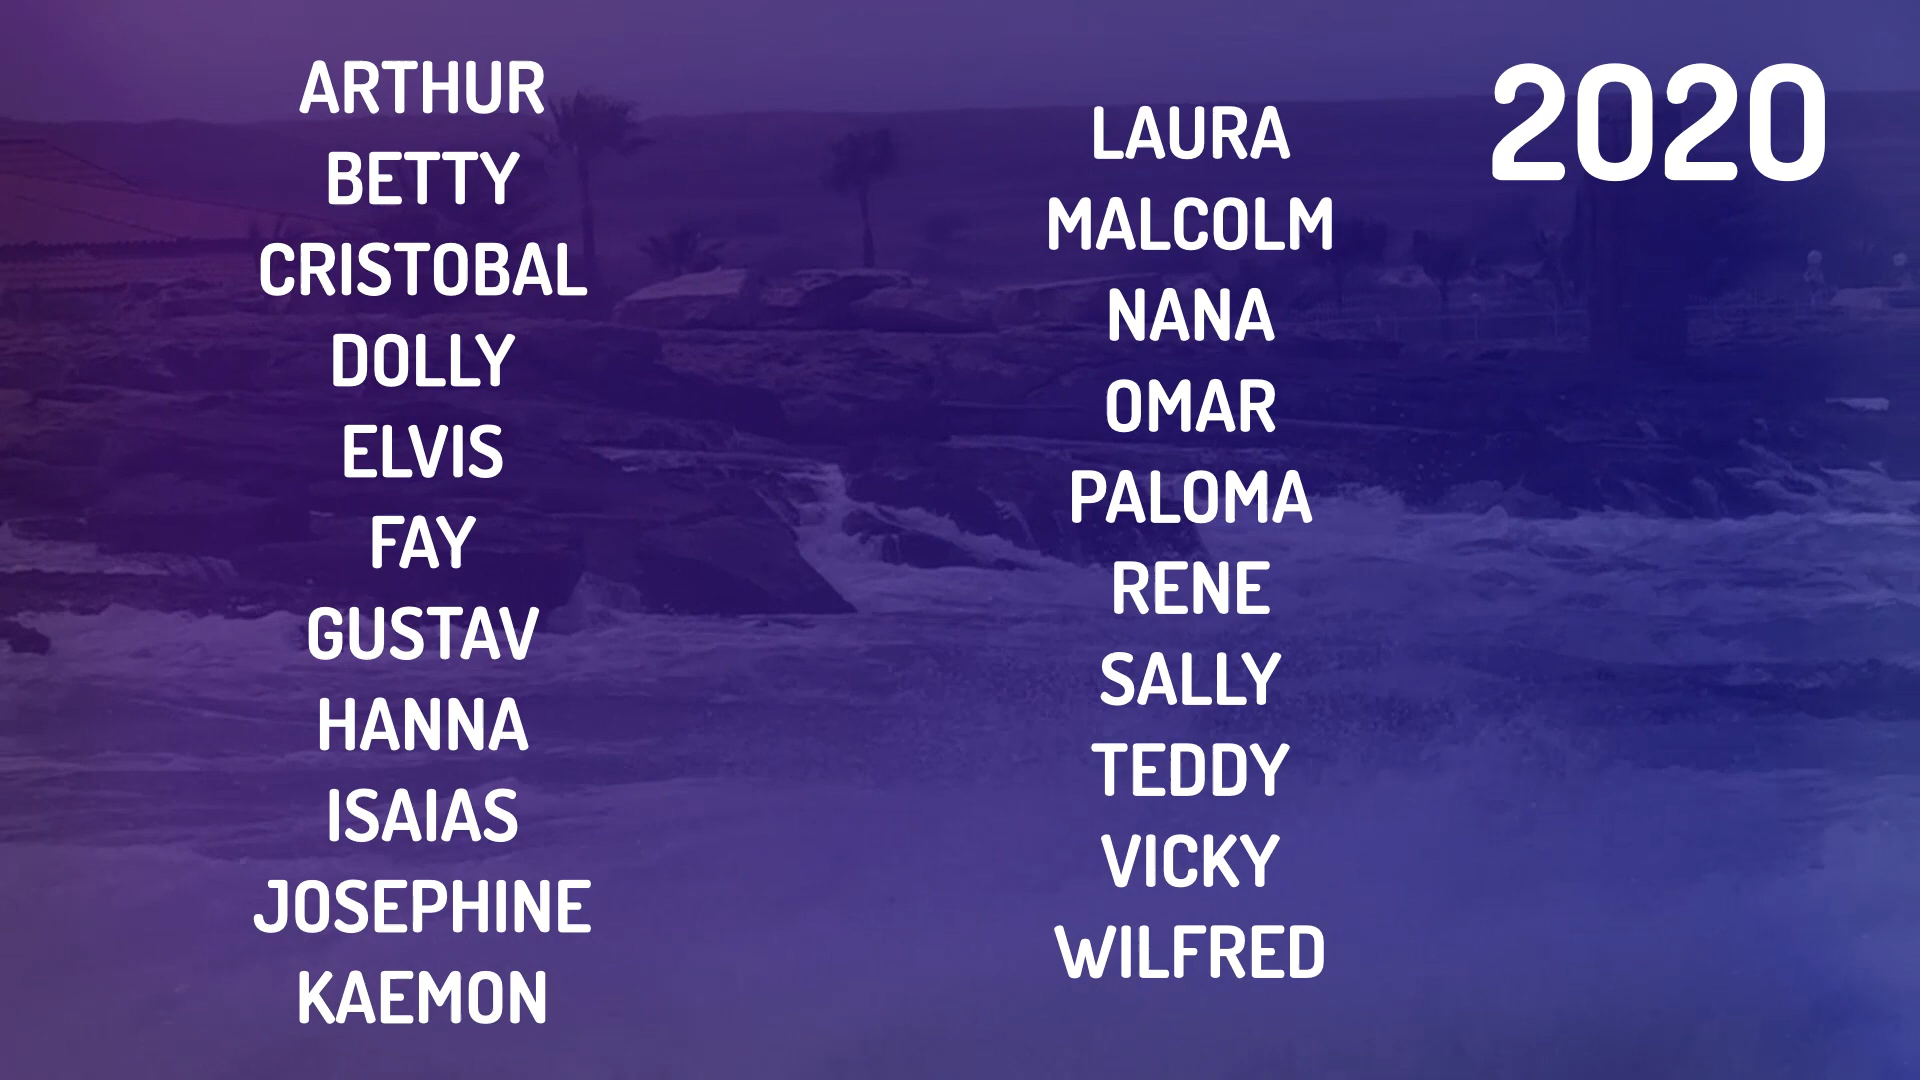 ARTHUR
BETTY
CRISTOBAL
DOLLY
ELVIS
FAY
GUSTAV
HANNA
ISAIAS
JOSEPHINE
KAEMON
LAURA
MALCOLM
NANA
OMAR
PALOMA
RENE
SALLY
TEDDY
VICKY
WILFRED
2020